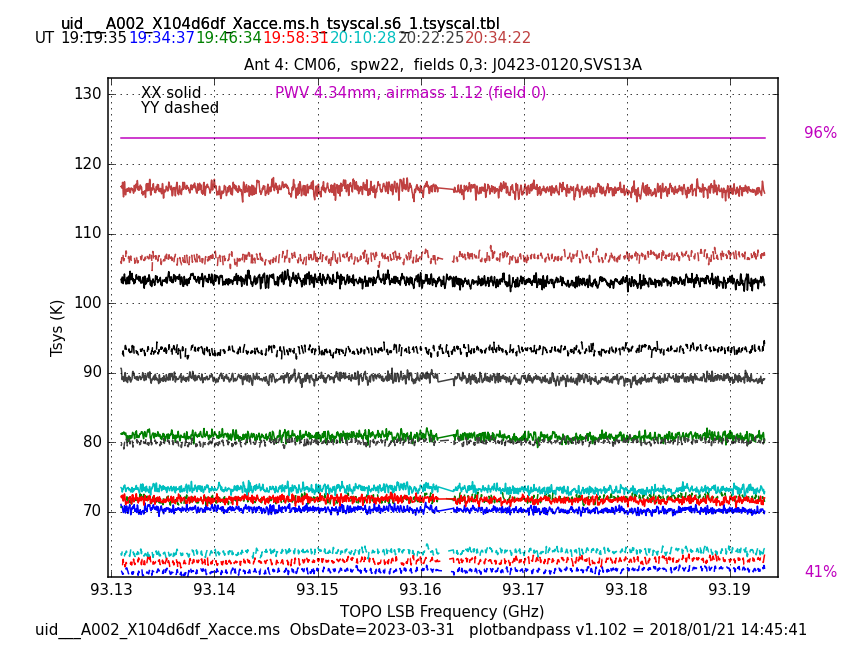 uid___A002_X104d6df_Xacce.ms.h_tsyscal.s6_1.tsyscal.tbl
UT 19:19:35 19:34:37 19:46:34 19:58:31 20:10:28 20:22:25 20:34:22
Ant 4: CM06,  spw22,  fields 0,3: J0423-0120,SVS13A
XX solid
PWV 4.34mm, airmass 1.12 (field 0)
YY dashed
96%
130
120
110
100
90
80
70
Tsys (K)
41%
93.13 93.14 93.15 93.16 93.17 93.18 93.19
TOPO LSB Frequency (GHz)
uid___A002_X104d6df_Xacce.ms  ObsDate=2023-03-31   plotbandpass v1.102 = 2018/01/21 14:45:41